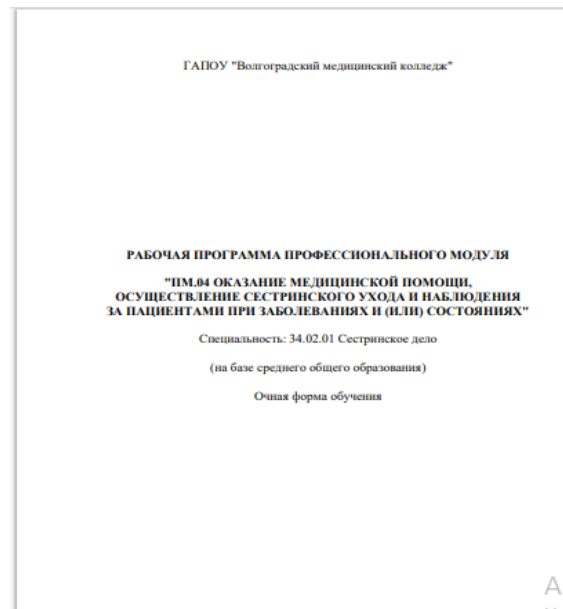 ГАПОУ "Волгоградский медицинский колледж"
РАБОЧАЯ ПРОГРАММА ПРОФЕССИОНАЛЬНОГО МОДУЛЯ
"ПМ.04 ОКАЗАНИЕ МЕДИЦИНСКОЙ ПОМОЩИ,
ОСУЩЕСТВЛЕНИЕ СЕСТРИНСКОГО УХОДА И НАБЛЮДЕНИЯ
ЗА ПАЦИЕНТАМИ ПРИ ЗАБОЛЕВАНИЯХ И (ИЛИ) СОСТОЯНИЯХ"
Специальность: 34.02.01 Сестринское дело
(на базе среднего общего образования)
Очная форма обучения